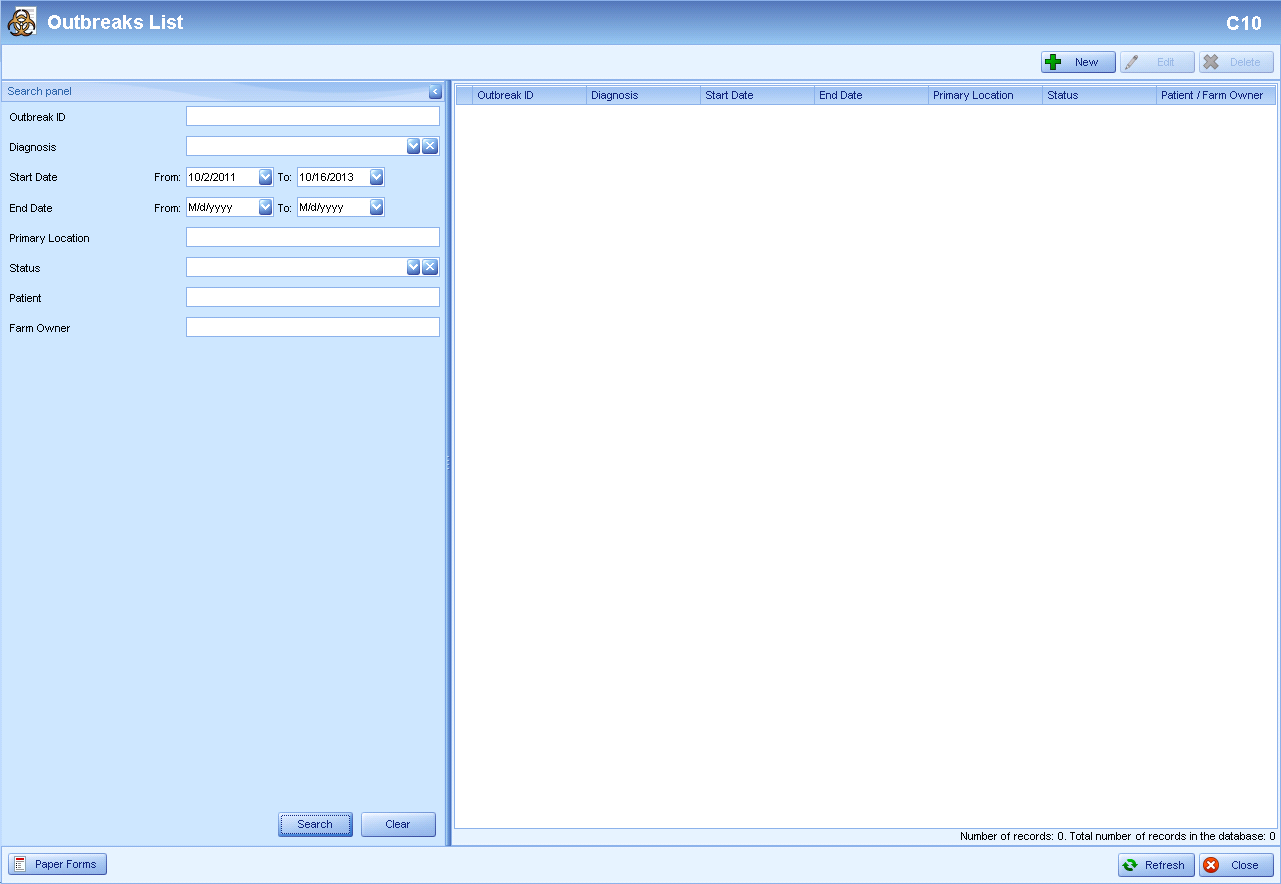 Outbreaks List
C10
New Edit Delete
Search panel
Outbreak ID
Diagnosis
Start Date From: 10/2/2011 To: 10/16/2013
End Date From: M/d/yyyy To: M/d/yyyy
Primary Location
Status
Patient
Farm Owner
Search Clear
Outbreak ID Diagnosis Start Date End Date Primary Location Status Patient / Farm Owner
Number of records: 0. Total number of records in the database: 0
Paper Forms
Refresh Close